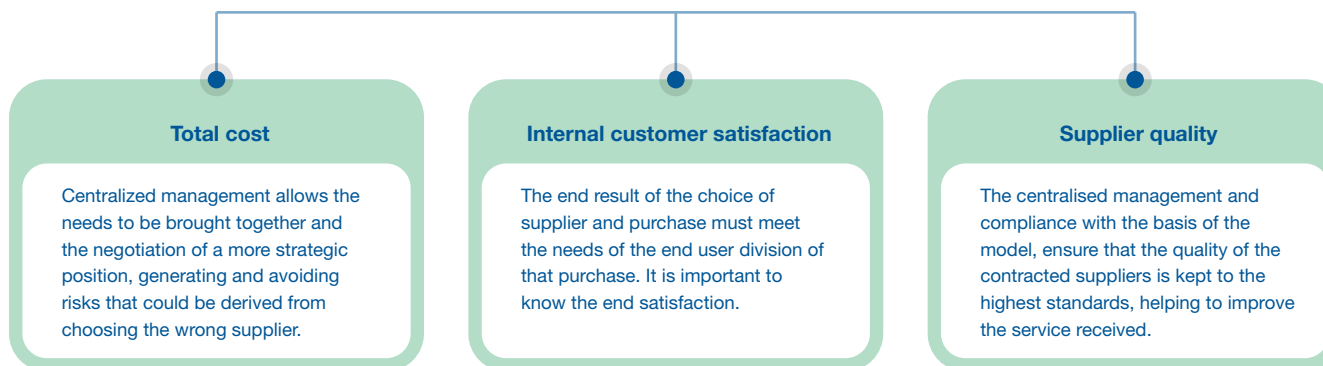 Total cost
Centralized management allows the
needs to be brought together and
the negotiation of a more strategic
position, generating and avoiding
risks that could be derived from
choosing the wrong supplier.
Internal customer satisfaction
The end result of the choice of
supplier and purchase must meet
the needs of the end user division of
that purchase. It is important to
know the end satisfaction.
Supplier quality
The centralised management and
compliance with the basis of the
model, ensure that the quality of the
contracted suppliers is kept to the
highest standards, helping to improve
the service received.